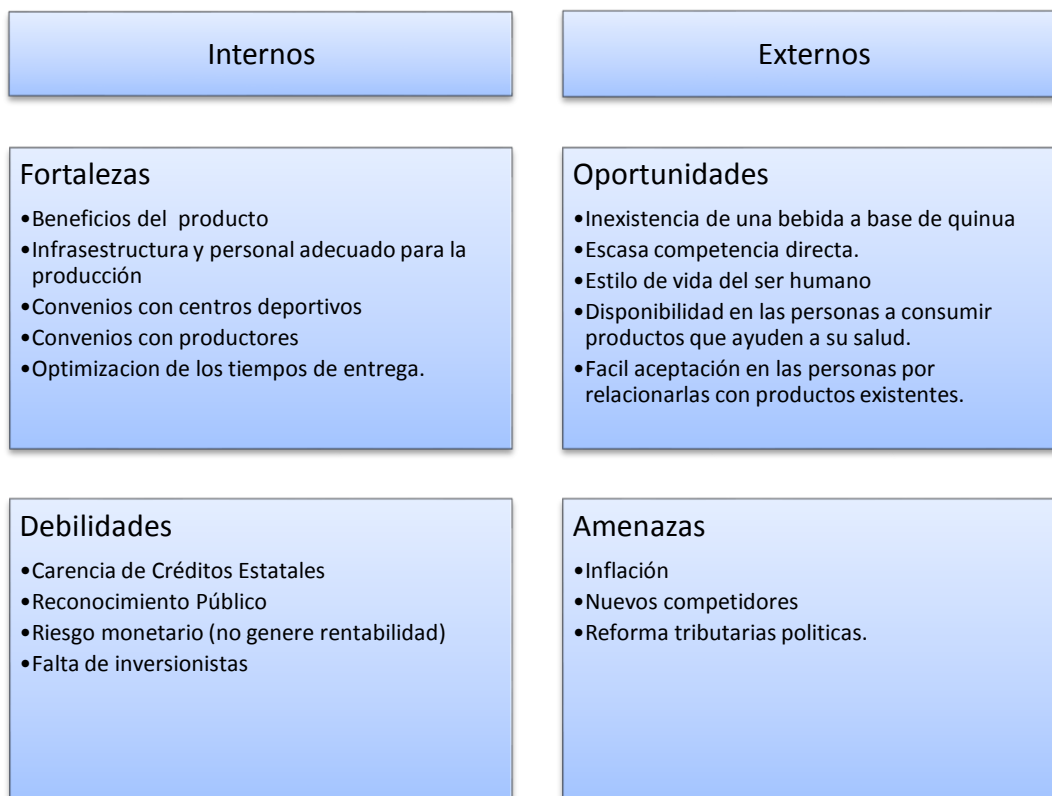 Internos
Externos
Fortalezas
•Beneficios del  producto
•Infrasestructura y personal adecuado para la
producción
•Convenios con centros deportivos
•Convenios con productores
•Optimizacion de los tiempos de entrega.
Oportunidades
•Inexistencia de una bebida a base de quinua
•Escasa competencia directa.
•Estilo de vida del ser humano
•Disponibilidad en las personas a consumir
productos que ayuden a su salud.
•Facil aceptación en las personas por
relacionarlas con productos existentes.
Debilidades
•Carencia de Créditos Estatales
•Reconocimiento Público
•Riesgo monetario (no genere rentabilidad)
•Falta de inversionistas
Amenazas
•Inflación
•Nuevos competidores
•Reforma tributarias politicas.